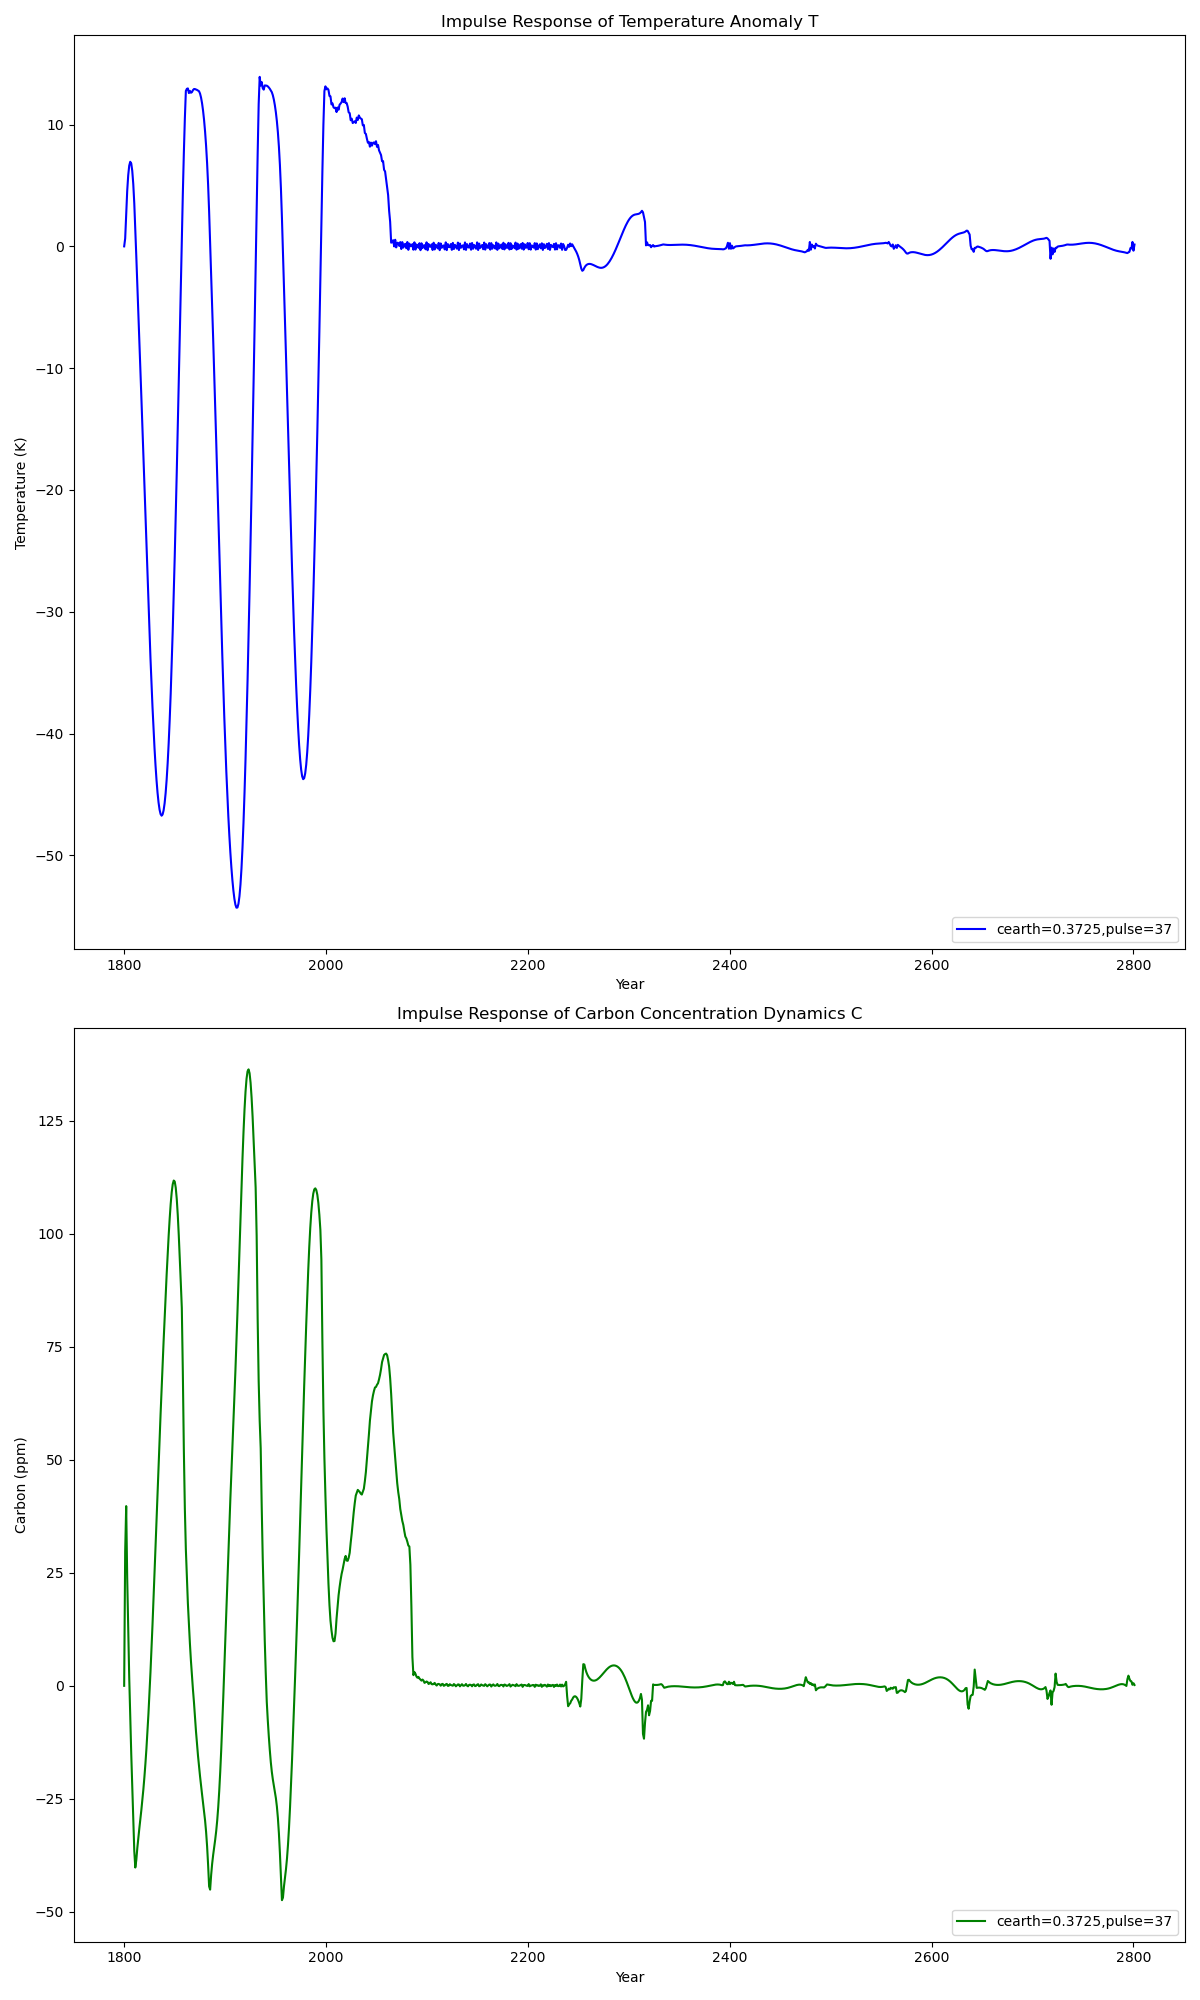 Impulse Response of Temperature Anomaly T
10
0
−10
−20
−30
−40
−50
Temperature (K)
cearth=0.3725,pulse=37
1800 2000 2200 2400 2600 2800
Year
Impulse Response of Carbon Concentration Dynamics C
125
100
75
50
25
0
−25
−50
Carbon (ppm)
cearth=0.3725,pulse=37
1800 2000 2200 2400 2600 2800
Year